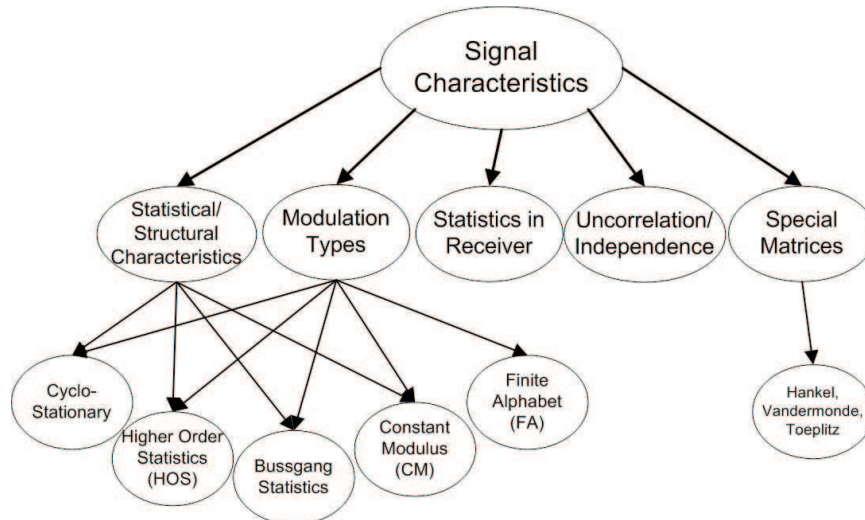 Signal
Characteristics
Statistical/
Structural
Characteristics
Modulation
Types
Statistics in
Receiver
Uncorrelation/
Independence
Special
Matrices
Cyclo-
Stationary
Higher Order
Statistics
(HOS)
Bussgang
Statistics
Constant
Modulus
(CM)
Finite
Alphabet
(FA)
Hankel,
Vandermonde,
Toeplitz